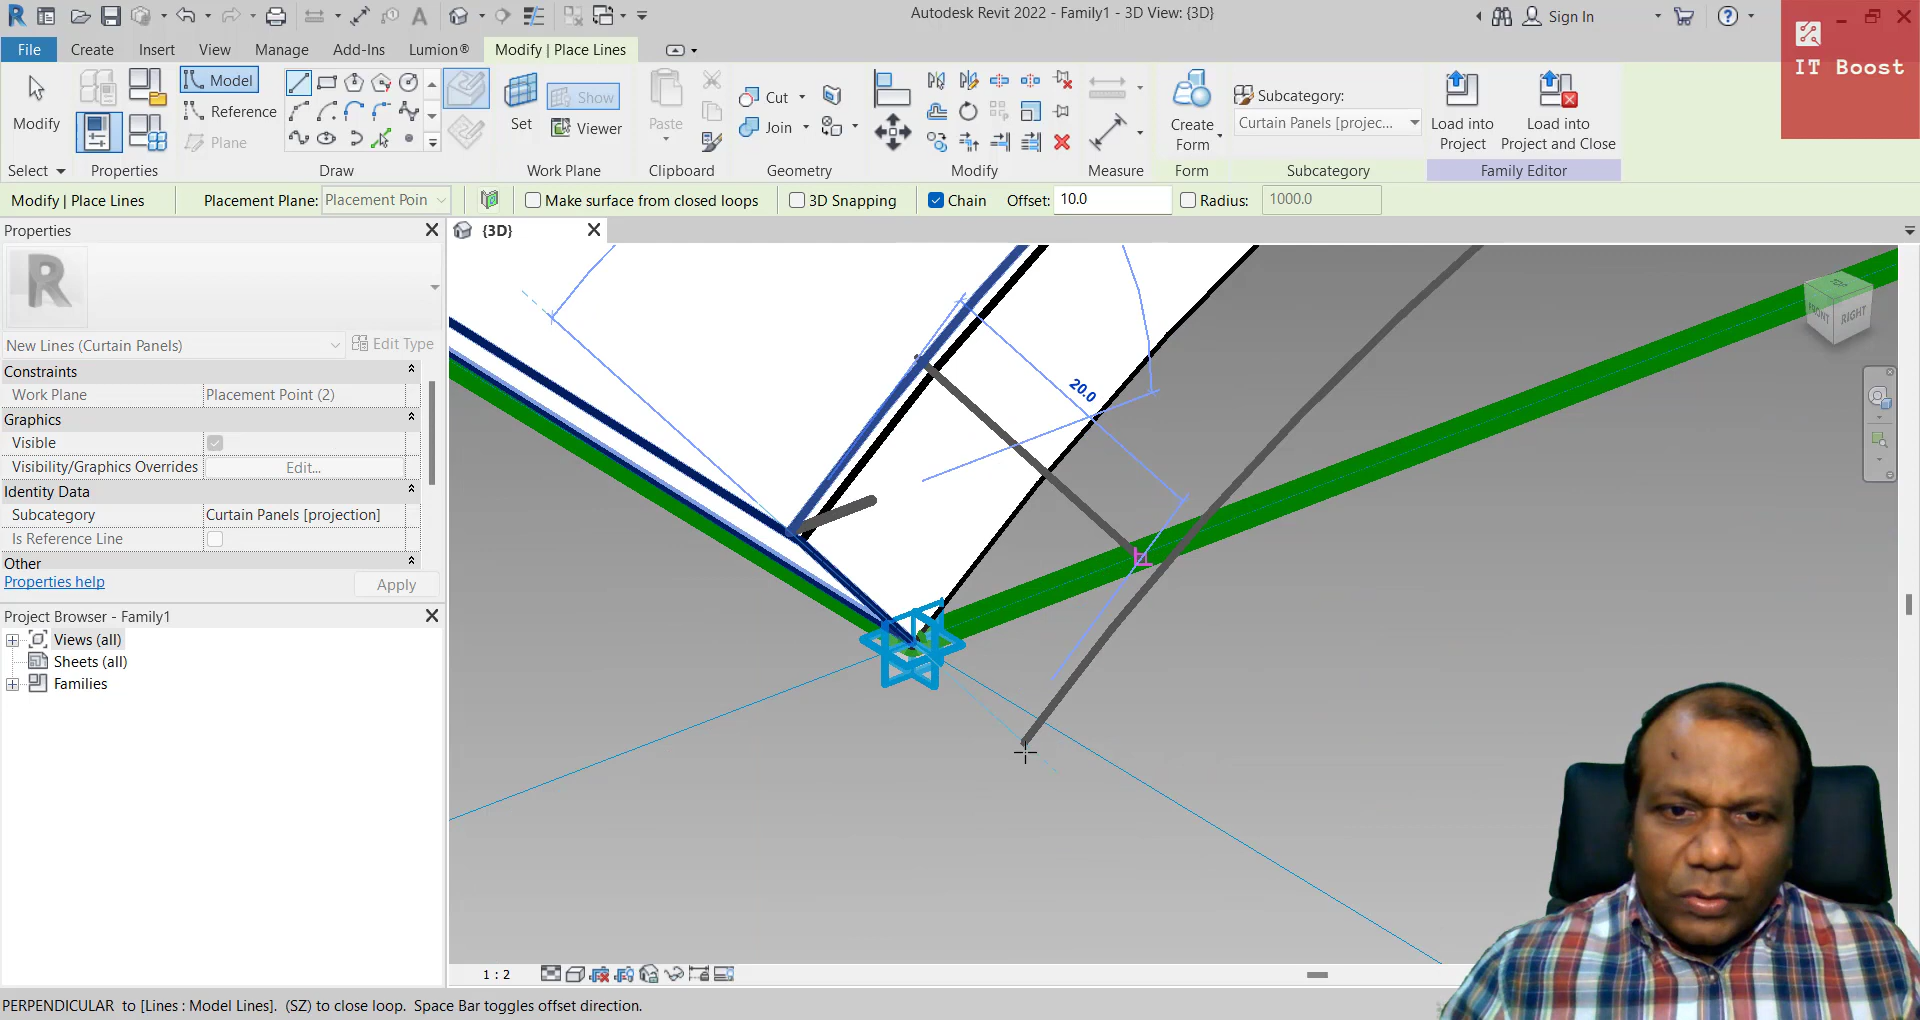 Autodesk Revit 2022 - Family1 - 3D View: {3D}
Sign In
File Create Insert View Manage Add-Ins Lumion® Modify | Place Lines
IT Boost
Modify
Model
Reference
Plane
Set
Show
Viewer
Paste
Cut
Join
Create Form
Subcategory:
Curtain Panels [projec...
Load into Project
Load into Project and Close
Select Properties Draw Work Plane Clipboard Geometry Modify Measure Form Subcategory Family Editor
Modify | Place Lines Placement Plane: Placement Poin Make surface from closed loops 3D Snapping Chain Offset: 10.0 Radius: 1000.0
Properties
{3D}
R
New Lines (Curtain Panels) Edit Type
Constraints
Work Plane Placement Point (2)
Graphics
Visible
Visibility/Graphics Overrides Edit...
Identity Data
Subcategory Curtain Panels [projection]
Is Reference Line
Other
Properties help Apply
Project Browser - Family1
Views (all)
Sheets (all)
Families
20.0
TOP
FRONT RIGHT
1 : 2
PERPENDICULAR to [Lines : Model Lines]. (SZ) to close loop. Space Bar toggles offset direction.